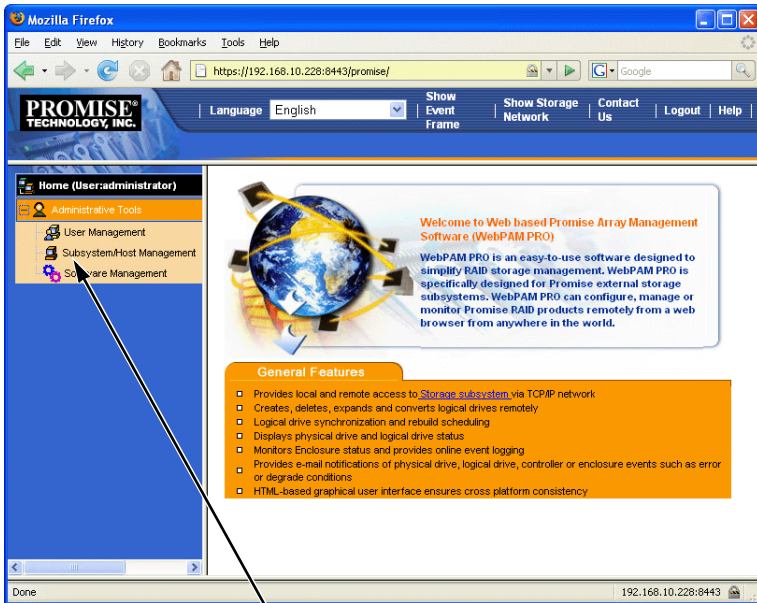 Mozilla Firefox
File Edit View History Bookmarks Tools Help
https://192.168.10.228:8443/promise/
G Google
PROMISE®
TECHNOLOGY, INC.
| Language English | Show Event Frame | Show Storage Network | Contact Us | Logout | Help |
Home (User:administrator)
Administrative Tools
User Management
Subsystem/Host Management
Software Management
Welcome to Web based Promise Array Management
Software (WebPAM PRO)
WebPAM PRO is an easy-to-use software designed to
simplify RAID storage management. WebPAM PRO is
specifically designed for Promise external storage
subsystems. WebPAM PRO can configure, manage or
monitor Promise RAID products remotely from a web
browser from anywhere in the world.
General Features
Provides local and remote access to Storage subsystem via TCP/IP network
Creates, deletes, expands and converts logical drives remotely
Logical drive synchronization and rebuild scheduling
Displays physical drive and logical drive status
Monitors Enclosure status and provides online event logging
Provides e-mail notifications of physical drive, logical drive, controller or enclosure events such as error
or degrade conditions
HTML-based graphical user interface ensures cross platform consistency
Done
192.168.10.228:8443